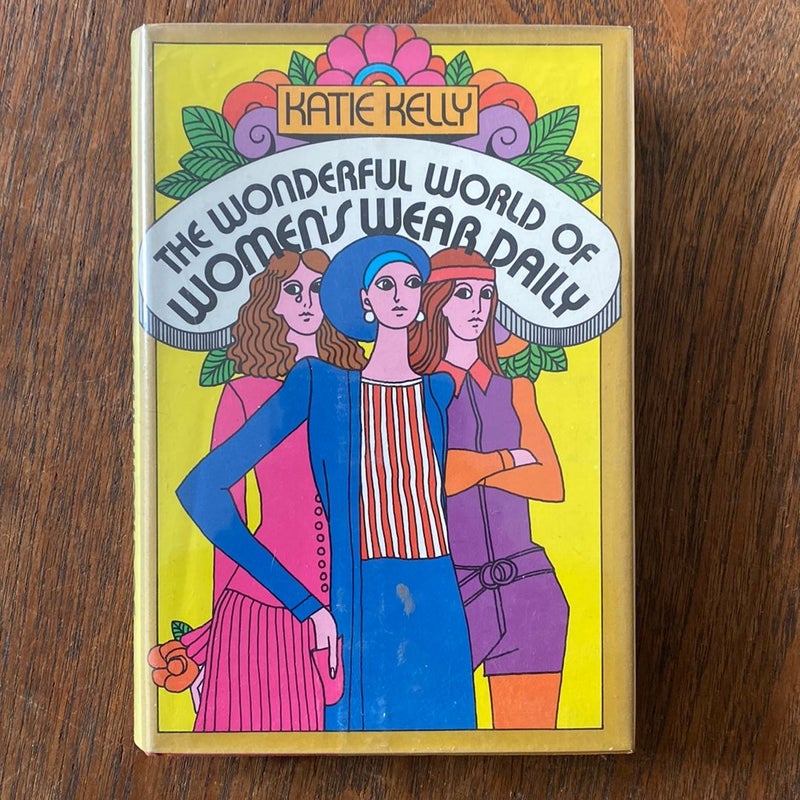 KATIE KELLY
THE WONDERFUL WORLD OF
WOMEN'S WEAR DAILY